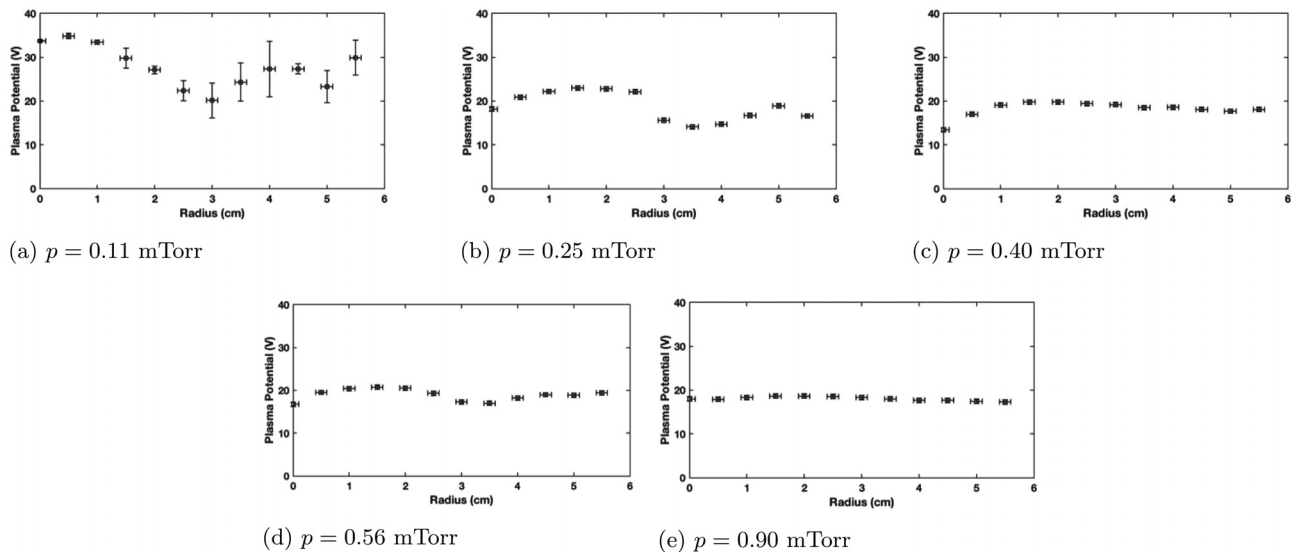 40
30
20
10
0
Plasma Potential (V)
0 1 2 3 4 5 6
Radius (cm)
(a) p = 0.11 mTorr
40
30
20
10
0
Plasma Potential (V)
0 1 2 3 4 5 6
Radius (cm)
(b) p = 0.25 mTorr
40
30
20
10
0
Plasma Potential (V)
0 1 2 3 4 5 6
Radius (cm)
(c) p = 0.40 mTorr
40
30
20
10
0
Plasma Potential (V)
0 1 2 3 4 5 6
Radius (cm)
(d) p = 0.56 mTorr
40
30
20
10
0
Plasma Potential (V)
0 1 2 3 4 5 6
Radius (cm)
(e) p = 0.90 mTorr